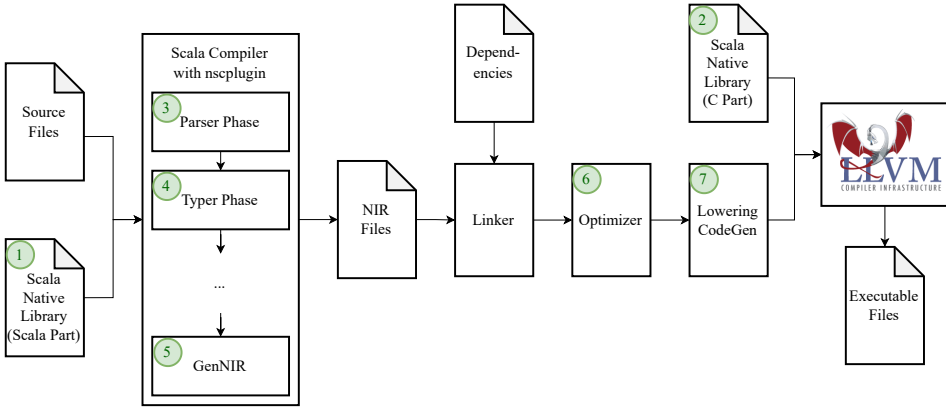 Source
Files
1
Scala
Native
Library
(Scala Part)
Scala Compiler
with nscplugin
3
Parser Phase
4
Typer Phase
...
5
GenNIR
NIR
Files
Depend-
encies
Linker
6
Optimizer
2
Scala
Native
Library
(C Part)
7
Lowering
CodeGen
LLVM
COMPILER INFRASTRUCTURE
Executable
Files